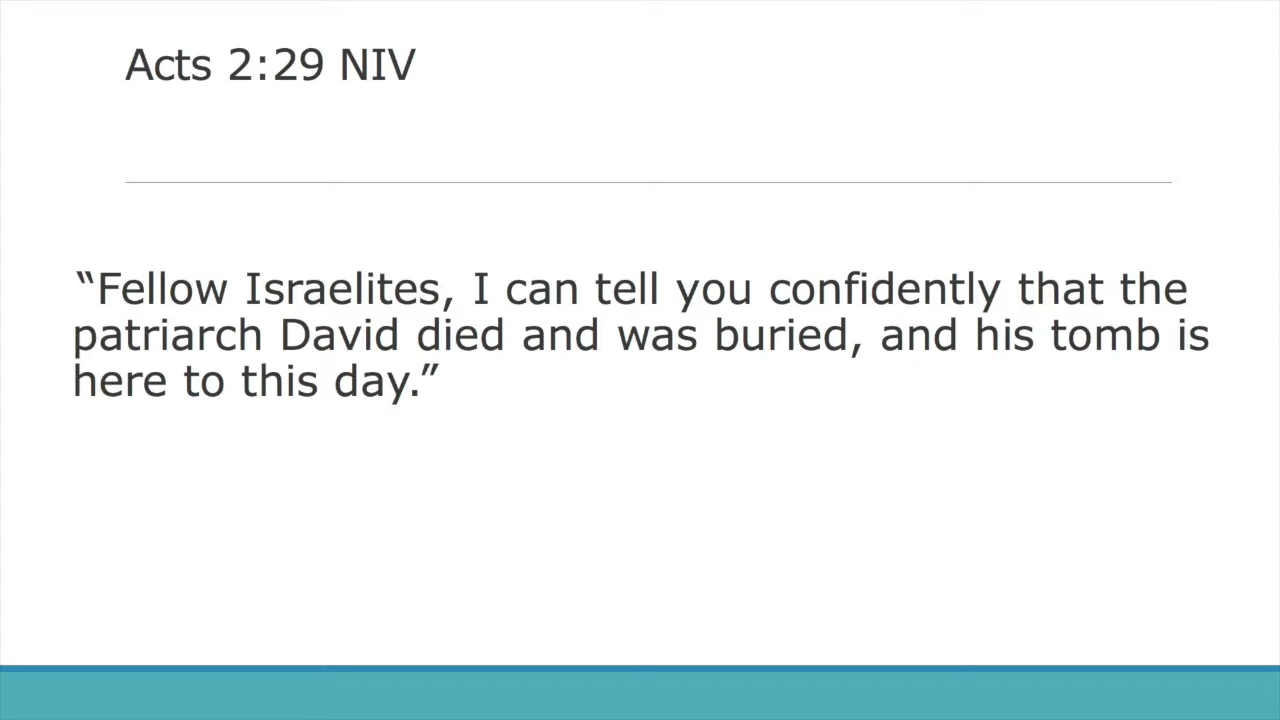 Acts 2:29 NIV
“Fellow Israelites, I can tell you confidently that the
patriarch David died and was buried, and his tomb is
here to this day.”